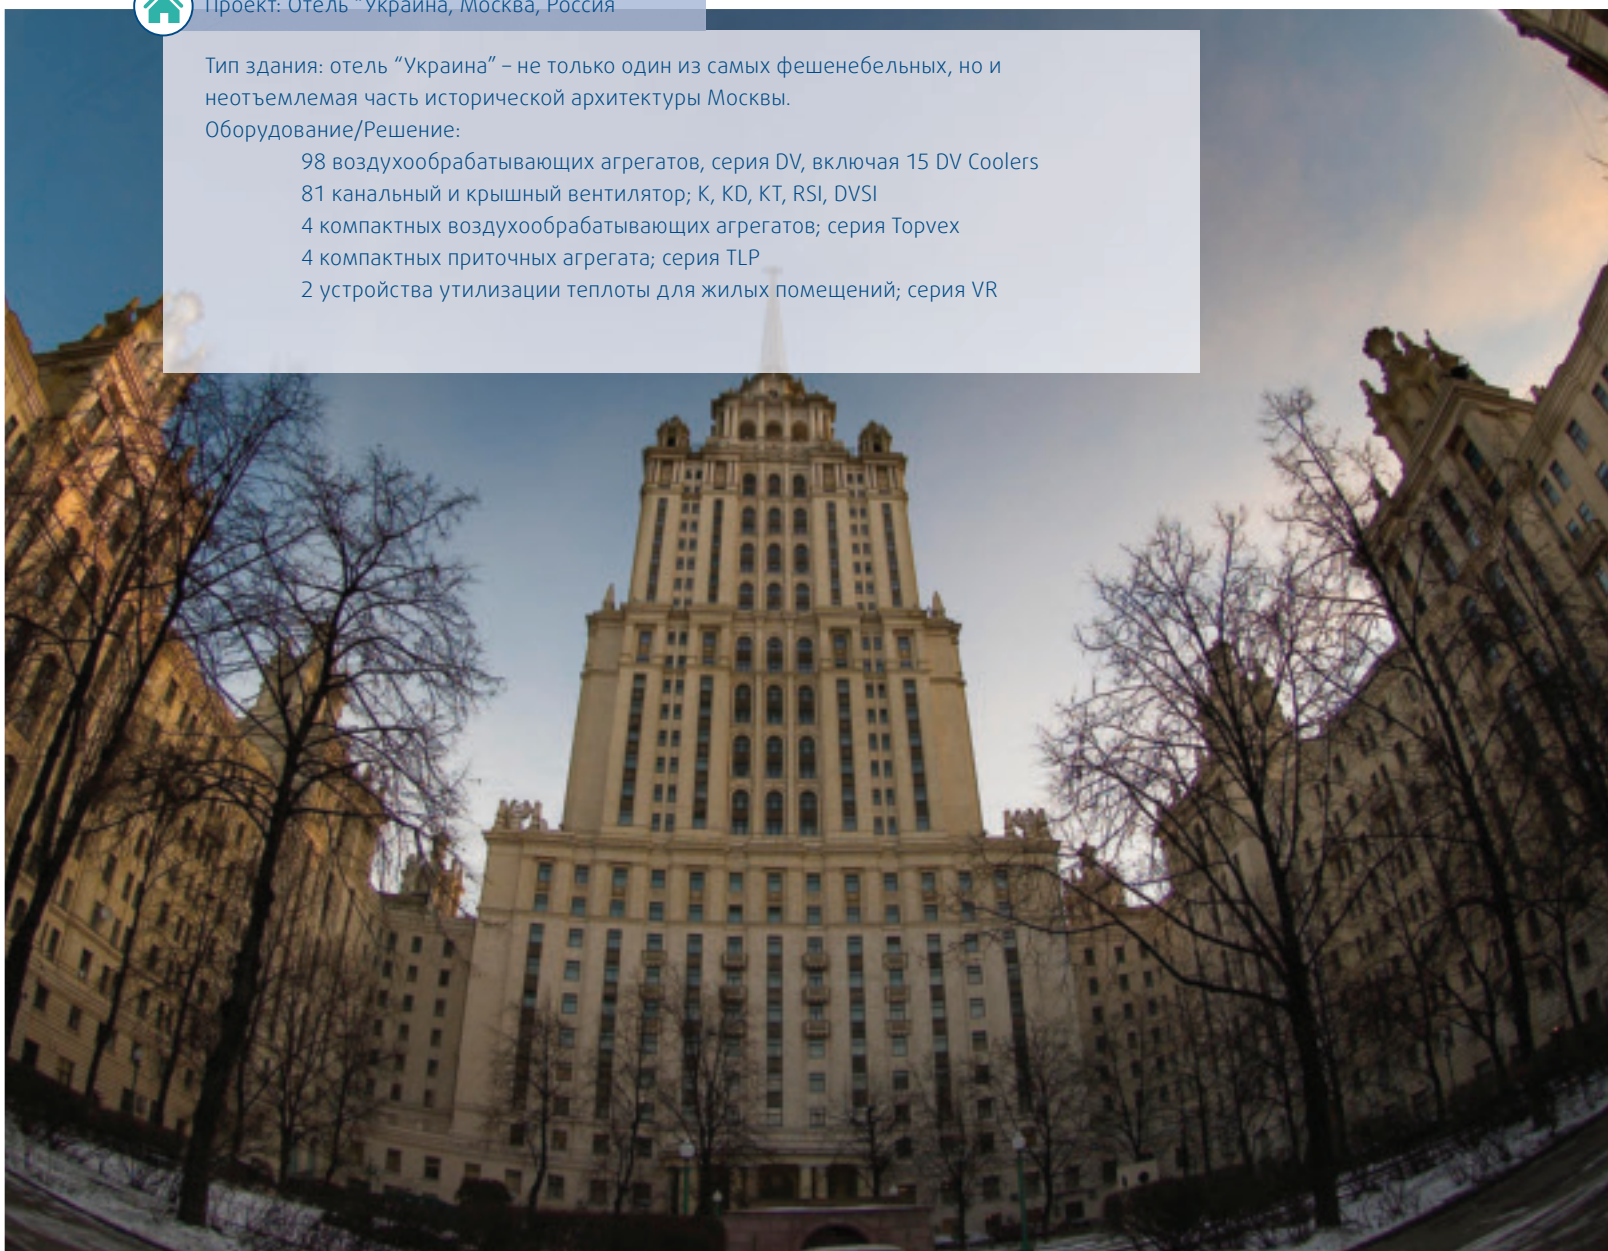 Проект: Отель "Украина, Москва, Россия
Тип здания: отель “Украина” – не только один из самых фешенебельных, но и
неотъемлемая часть исторической архитектуры Москвы.
Оборудование/Решение:
98 воздухообрабатывающих агрегатов, серия DV, включая 15 DV Coolers
81 канальный и крышный вентилятор; K, KD, KT, RSI, DVSI
4 компактных воздухообрабатывающих агрегатов; серия Topvex
4 компактных приточных агрегата; серия TLP
2 устройства утилизации теплоты для жилых помещений; серия VR